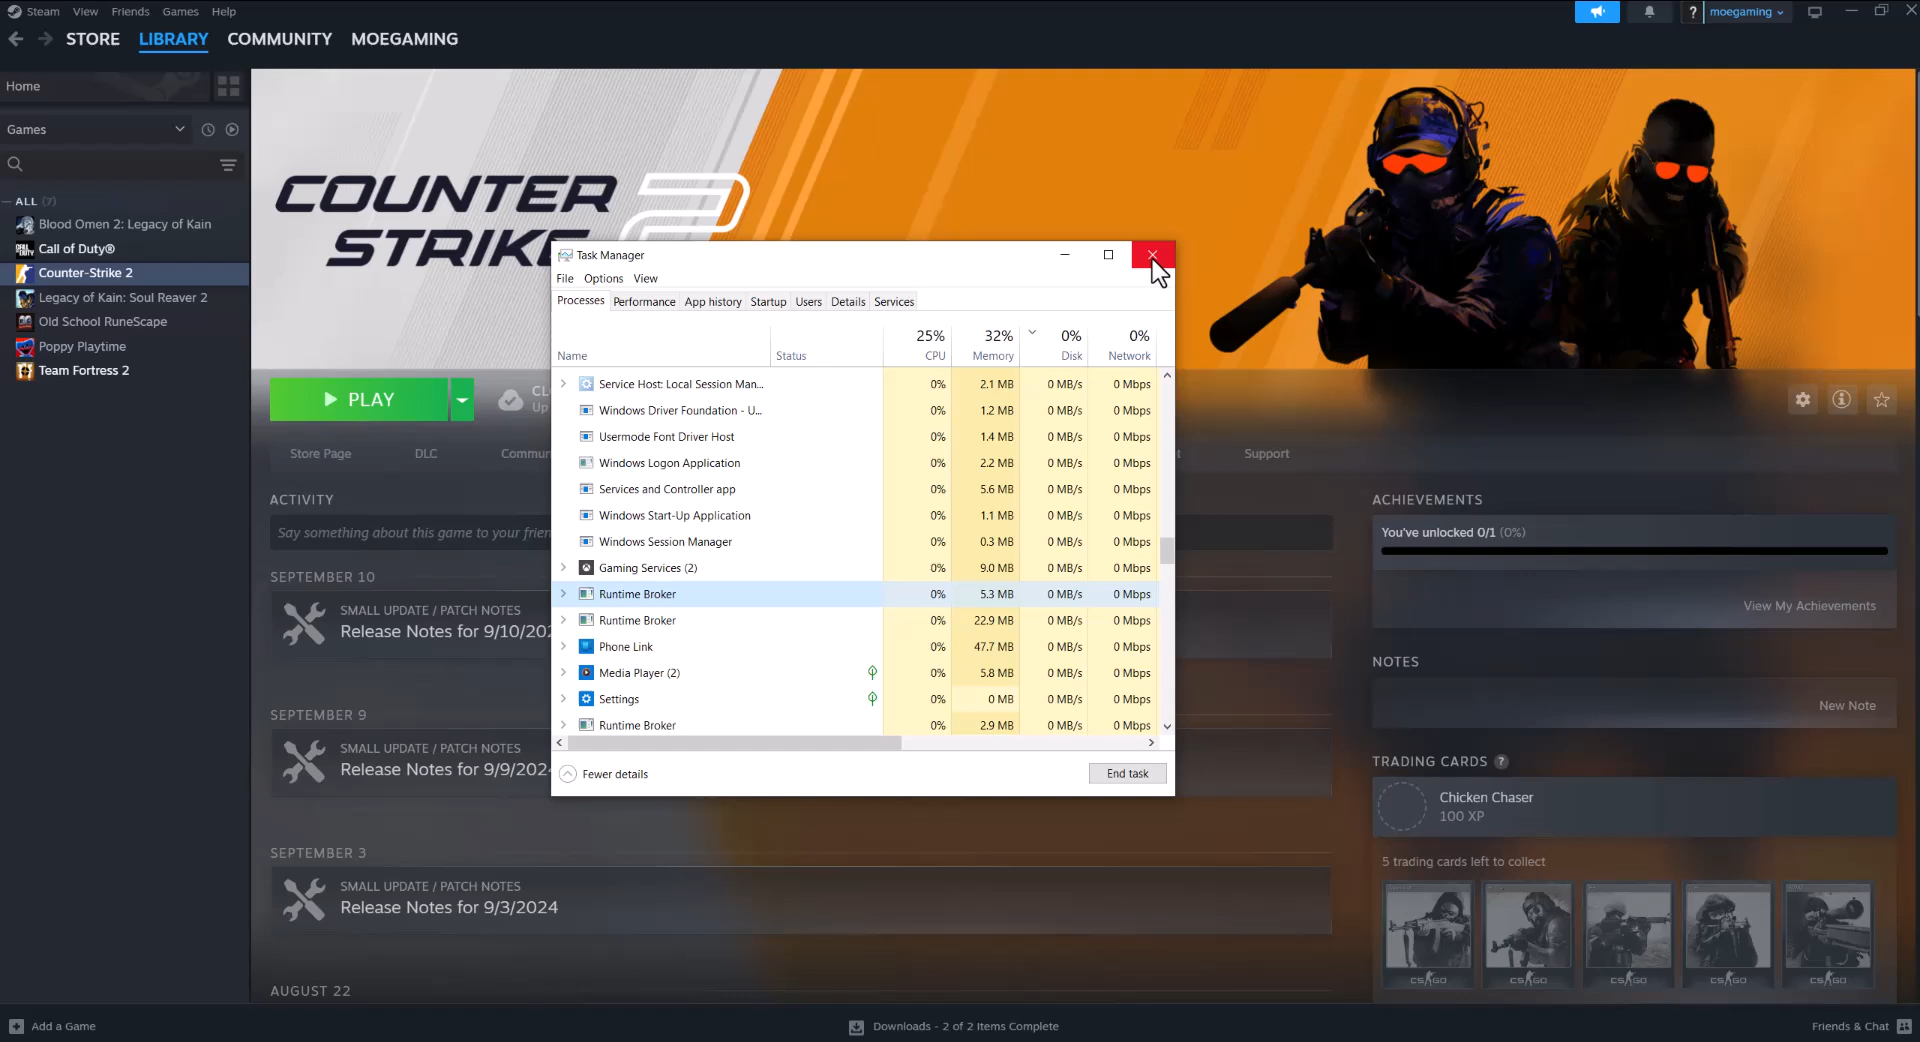 Steam View Friends Games Help
? moegaming
STORE LIBRARY COMMUNITY MOEGAMING
Home
Games
ALL (7)
Blood Omen 2: Legacy of Kain
Call of Duty®
Counter-Strike 2
Legacy of Kain: Soul Reaver 2
Old School RuneScape
Poppy Playtime
Team Fortress 2
COUNTER 2
STRIKE
PLAY
CL
Up
Store Page DLC Commun
t Support
ACTIVITY
Say something about this game to your frien
SEPTEMBER 10
SMALL UPDATE / PATCH NOTES
Release Notes for 9/10/202
SEPTEMBER 9
SMALL UPDATE / PATCH NOTES
Release Notes for 9/9/2024
SEPTEMBER 3
SMALL UPDATE / PATCH NOTES
Release Notes for 9/3/2024
AUGUST 22
Task Manager
File Options View
Processes Performance App history Startup Users Details Services
25% 32% 0% 0%
Name Status CPU Memory Disk Network
Service Host: Local Session Man... 0% 2.1 MB 0 MB/s 0 Mbps
Windows Driver Foundation - U... 0% 1.2 MB 0 MB/s 0 Mbps
Usermode Font Driver Host 0% 1.4 MB 0 MB/s 0 Mbps
Windows Logon Application 0% 2.2 MB 0 MB/s 0 Mbps
Services and Controller app 0% 5.6 MB 0 MB/s 0 Mbps
Windows Start-Up Application 0% 1.1 MB 0 MB/s 0 Mbps
Windows Session Manager 0% 0.3 MB 0 MB/s 0 Mbps
Gaming Services (2) 0% 9.0 MB 0 MB/s 0 Mbps
Runtime Broker 0% 5.3 MB 0 MB/s 0 Mbps
Runtime Broker 0% 22.9 MB 0 MB/s 0 Mbps
Phone Link 0% 47.7 MB 0 MB/s 0 Mbps
Media Player (2) 0% 5.8 MB 0 MB/s 0 Mbps
Settings 0% 0 MB 0 MB/s 0 Mbps
Runtime Broker 0% 2.9 MB 0 MB/s 0 Mbps
Fewer details End task
ACHIEVEMENTS
You've unlocked 0/1 (0%)
View My Achievements
NOTES
New Note
TRADING CARDS ?
Chicken Chaser
100 XP
5 trading cards left to collect
CS GO CS GO CS GO CS GO CS GO
Add a Game
Downloads - 2 of 2 Items Complete
Friends & Chat